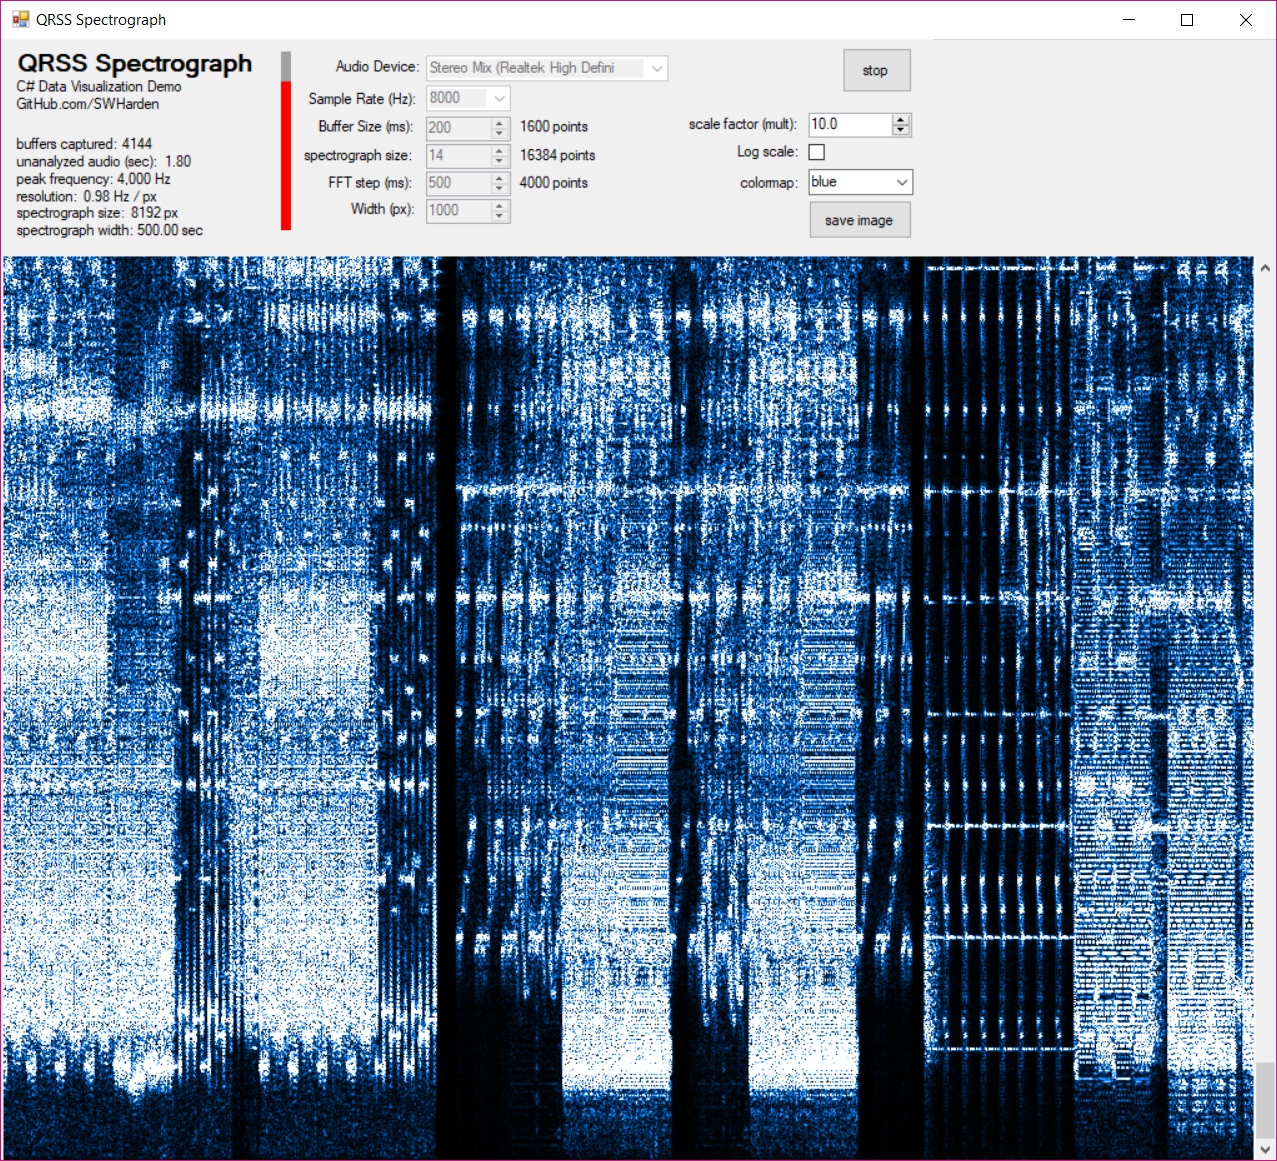 QRSS Spectrograph
QRSS Spectrograph
C# Data Visualization Demo
GitHub.com/SWHarden
buffers captured: 4144
unanalyzed audio (sec): 1.80
peak frequency: 4,000 Hz
resolution: 0.98 Hz / px
spectrograph size: 8192 px
spectrograph width: 500.00 sec
Audio Device: Stereo Mix (Realtek High Defini
Sample Rate (Hz): 8000
Buffer Size (ms): 200 1600 points
spectrograph size: 14 16384 points
FFT step (ms): 500 4000 points
Width (px): 1000
stop
scale factor (mult): 10.0
Log scale:
colormap: blue
save image